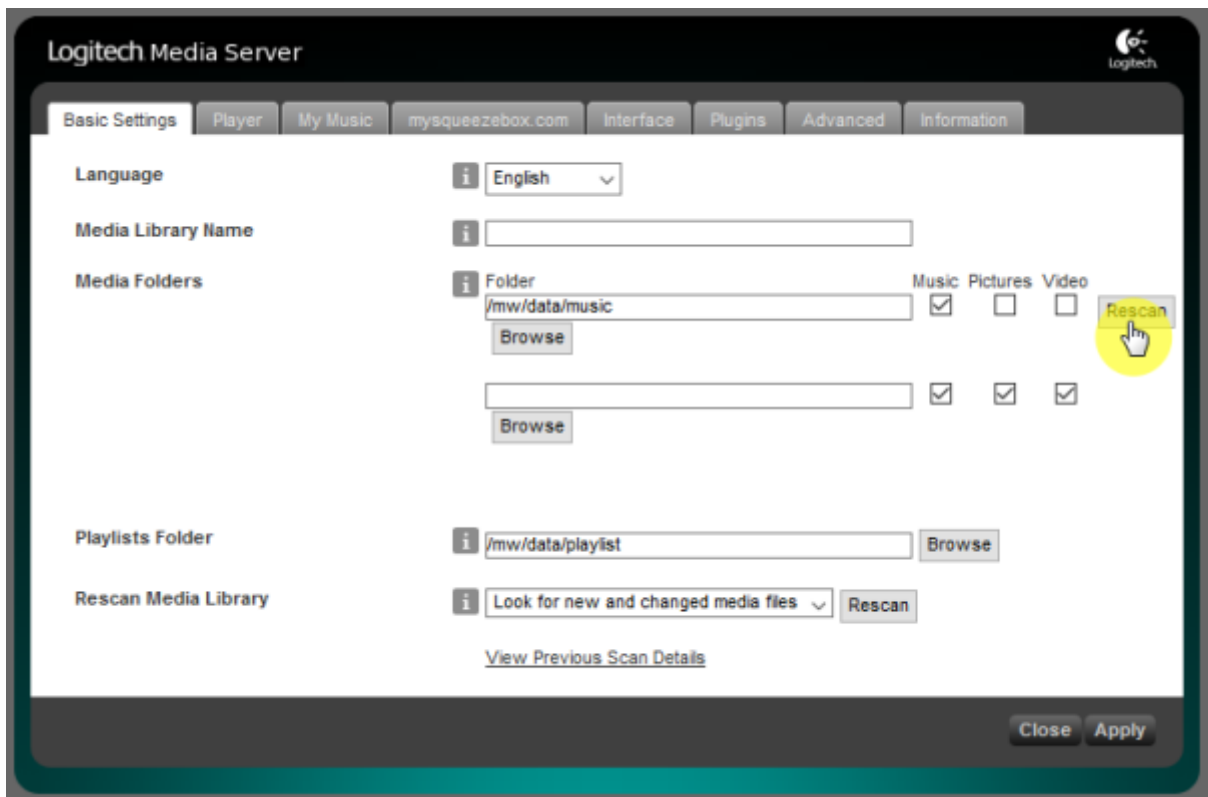 Logitech Media Server
Logitech
Basic Settings Player My Music mysqueezebox.com Interface Plugins Advanced Information
Language i English
Media Library Name i
Media Folders i Folder Music Pictures Video
/mw/data/music Rescan
Browse
Browse
Playlists Folder i /mw/data/playlist Browse
Rescan Media Library i Look for new and changed media files Rescan
View Previous Scan Details
Close Apply